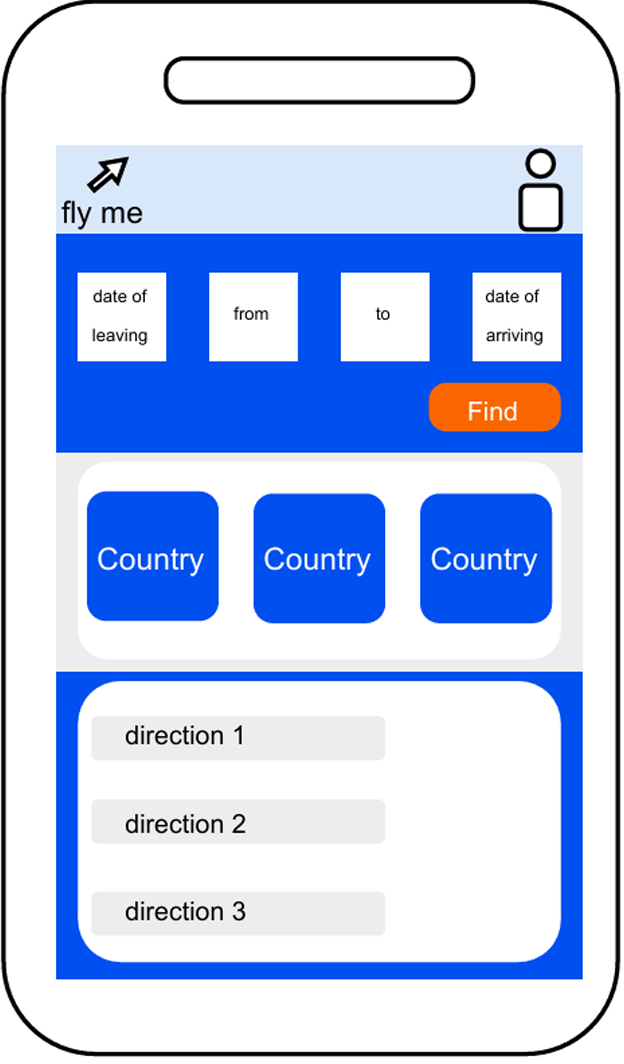 fly me
date of
leaving
from
to
date of
arriving
Find
Country
Country
Country
direction 1
direction 2
direction 3